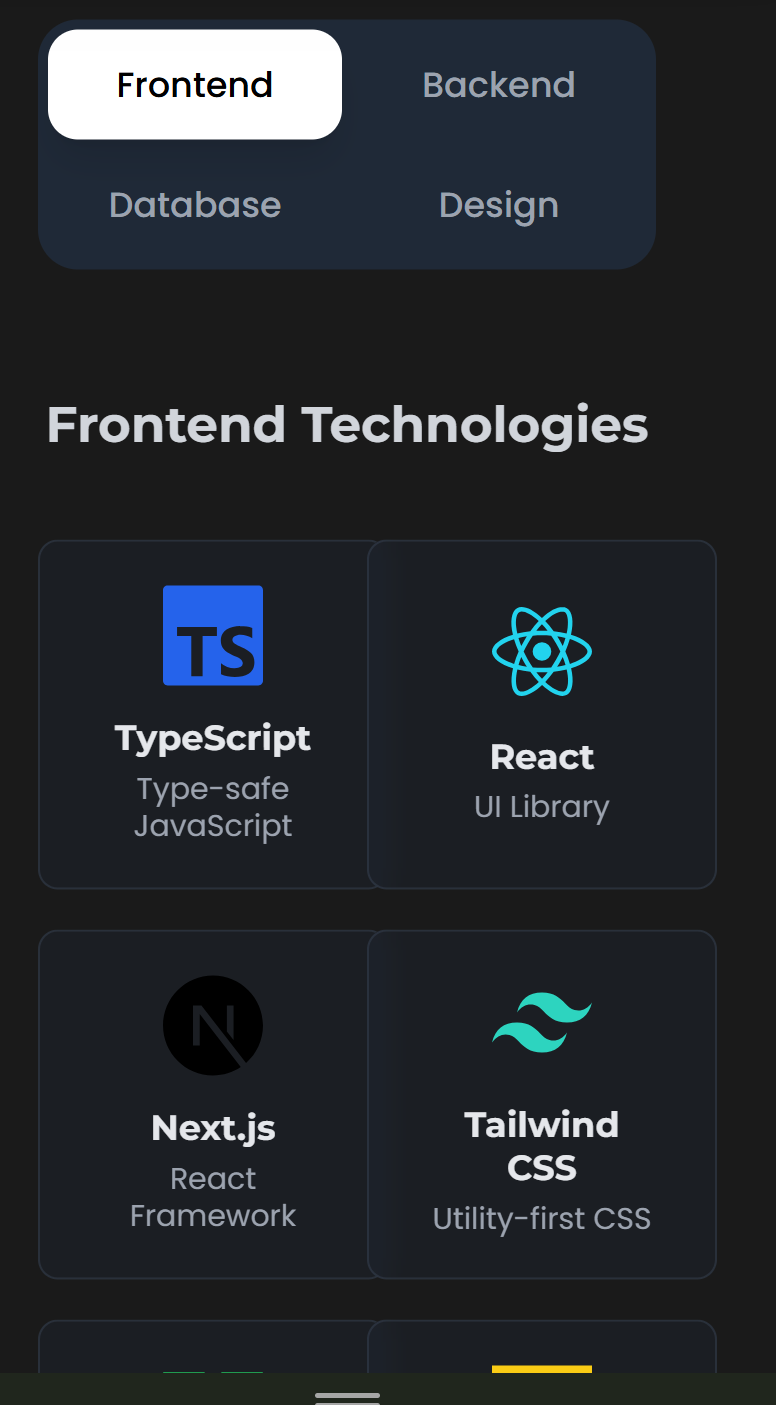 Frontend
Backend
Database
Design
Frontend Technologies
TS
TypeScript
Type-safe
JavaScript
React
UI Library
N
Next.js
React
Framework
Tailwind
CSS
Utility-first CSS